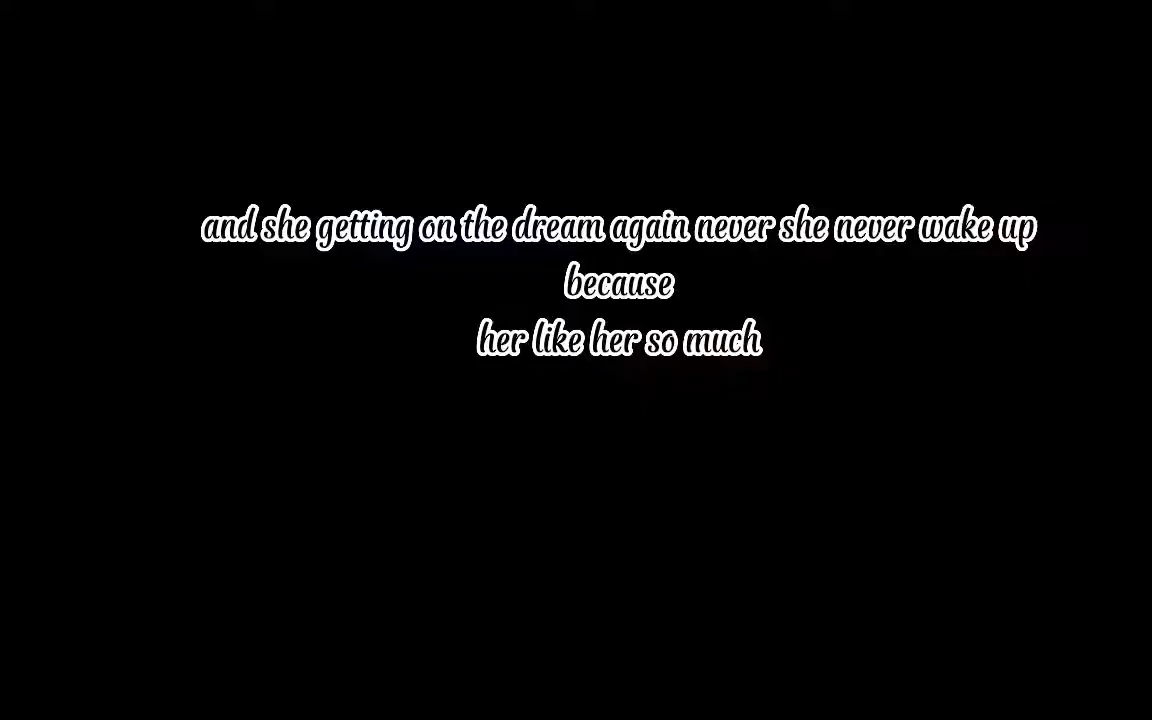 and she getting on the dream again never she never wake up
because
her like her so much